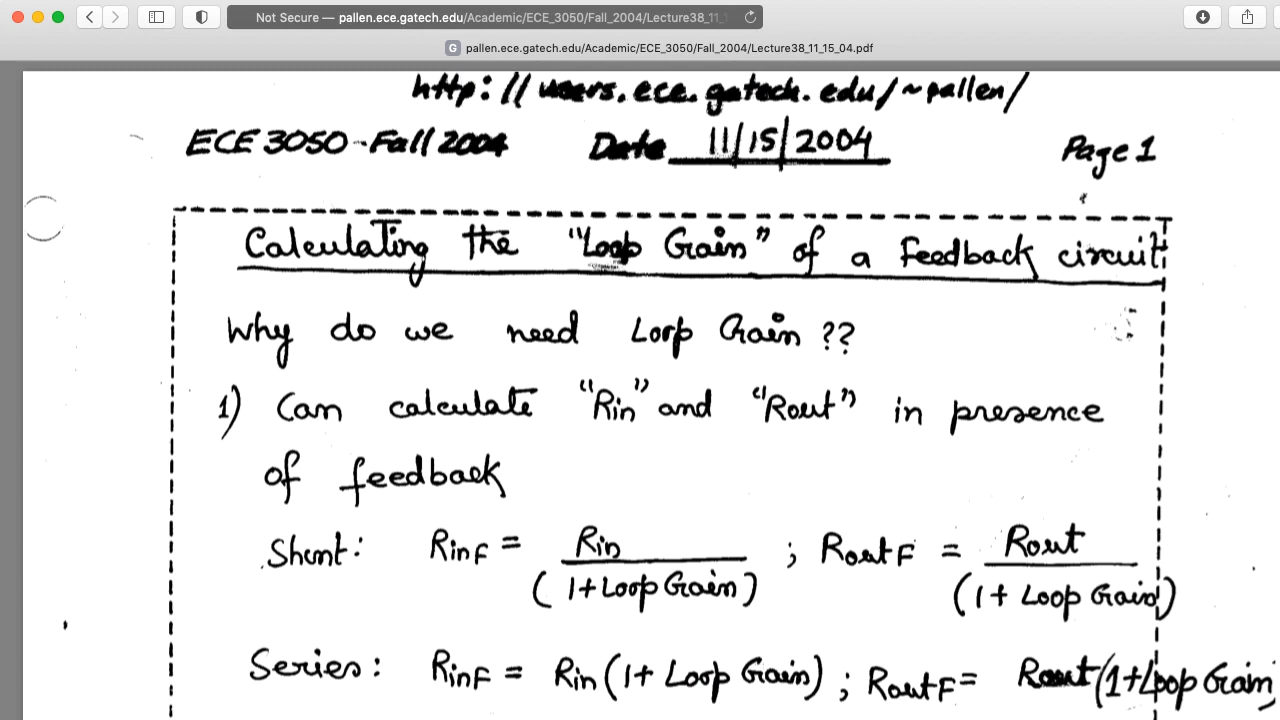 Not Secure — pallen.ece.gatech.edu/Academic/ECE_3050/Fall_2004/Lecture38_11_
G pallen.ece.gatech.edu/Academic/ECE_3050/Fall_2004/Lecture38_11_15_04.pdf
http://users.ece.gatech.edu/~pallen/
ECE 3050 - Fall 2004 Date 11/15/2004 Page 1
Calculating the "Loop Gain" of a Feedback circuit
Why do we need Loop Gain ??
1) Can calculate "Rin" and "Rout" in presence
of feedback
Shunt: RinF = Rin / (1+Loop Gain) ; RoutF = Rout / (1+ Loop Gain)
Series: RinF = Rin (1+ Loop Gain) ; RoutF = Rout (1+Loop Gain)